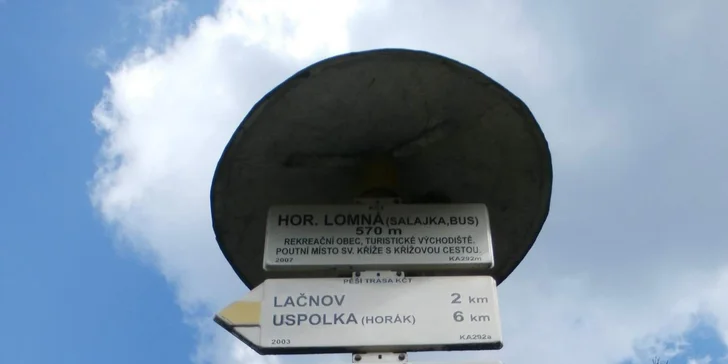 HOR. LOMNÁ (SALAJKA,BUS)
570 m
REKREAČNÍ OBEC, TURISTICKÉ VÝCHODIŠTĚ.
POUTNÍ MÍSTO SV. KŘÍŽE S KŘÍŽOVOU CESTOU.
2007 KA292m
PĚŠÍ TRASA KČT
LAČNOV 2 KM
USPOLKA (HORÁK) 6 KM
2003 KA292a